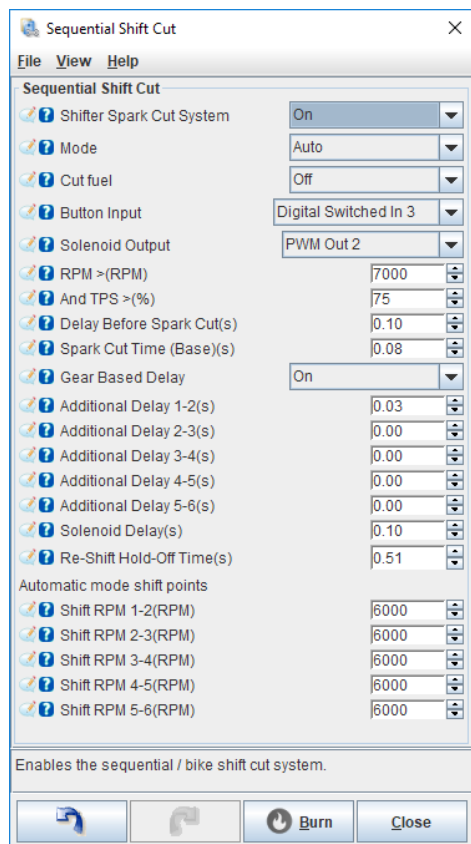 Sequential Shift Cut
File View Help
Sequential Shift Cut
Shifter Spark Cut System On
Mode Auto
Cut fuel Off
Button Input Digital Switched In 3
Solenoid Output PWM Out 2
RPM >(RPM) 7000
And TPS >(%) 75
Delay Before Spark Cut(s) 0.10
Spark Cut Time (Base)(s) 0.08
Gear Based Delay On
Additional Delay 1-2(s) 0.03
Additional Delay 2-3(s) 0.00
Additional Delay 3-4(s) 0.00
Additional Delay 4-5(s) 0.00
Additional Delay 5-6(s) 0.00
Solenoid Delay(s) 0.10
Re-Shift Hold-Off Time(s) 0.51
Automatic mode shift points
Shift RPM 1-2(RPM) 6000
Shift RPM 2-3(RPM) 6000
Shift RPM 3-4(RPM) 6000
Shift RPM 4-5(RPM) 6000
Shift RPM 5-6(RPM) 6000
Enables the sequential / bike shift cut system.
Burn Close